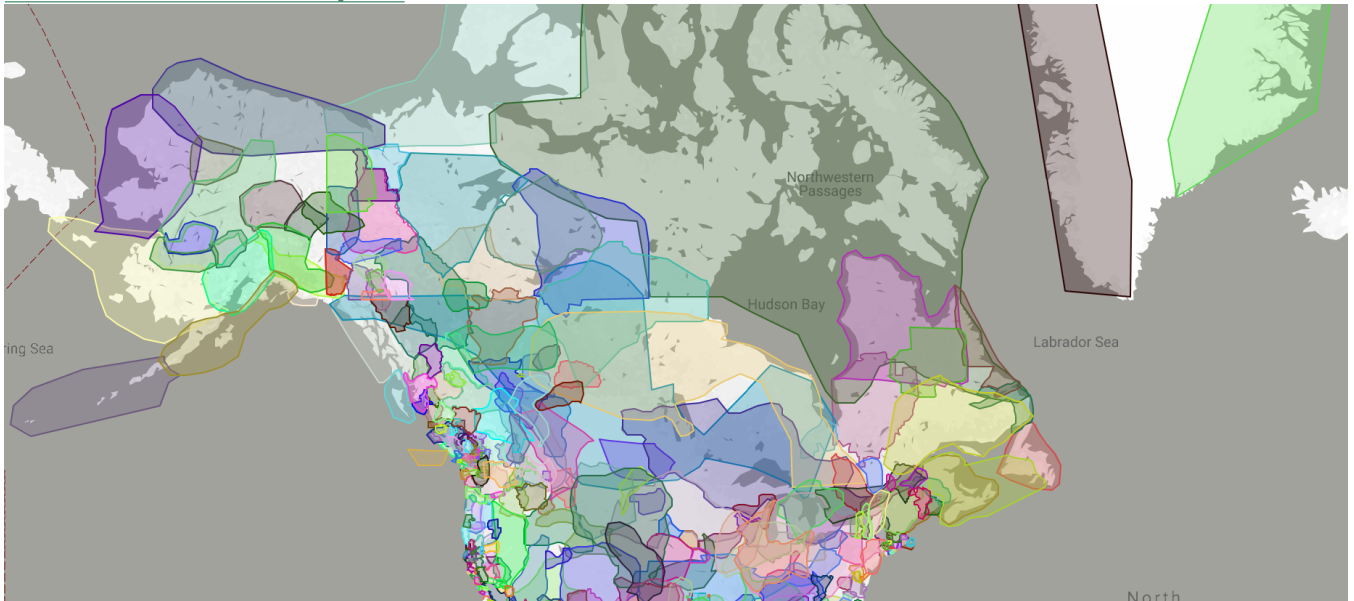 Northwestern
Passages
Hudson Bay
Labrador Sea
ring Sea
North